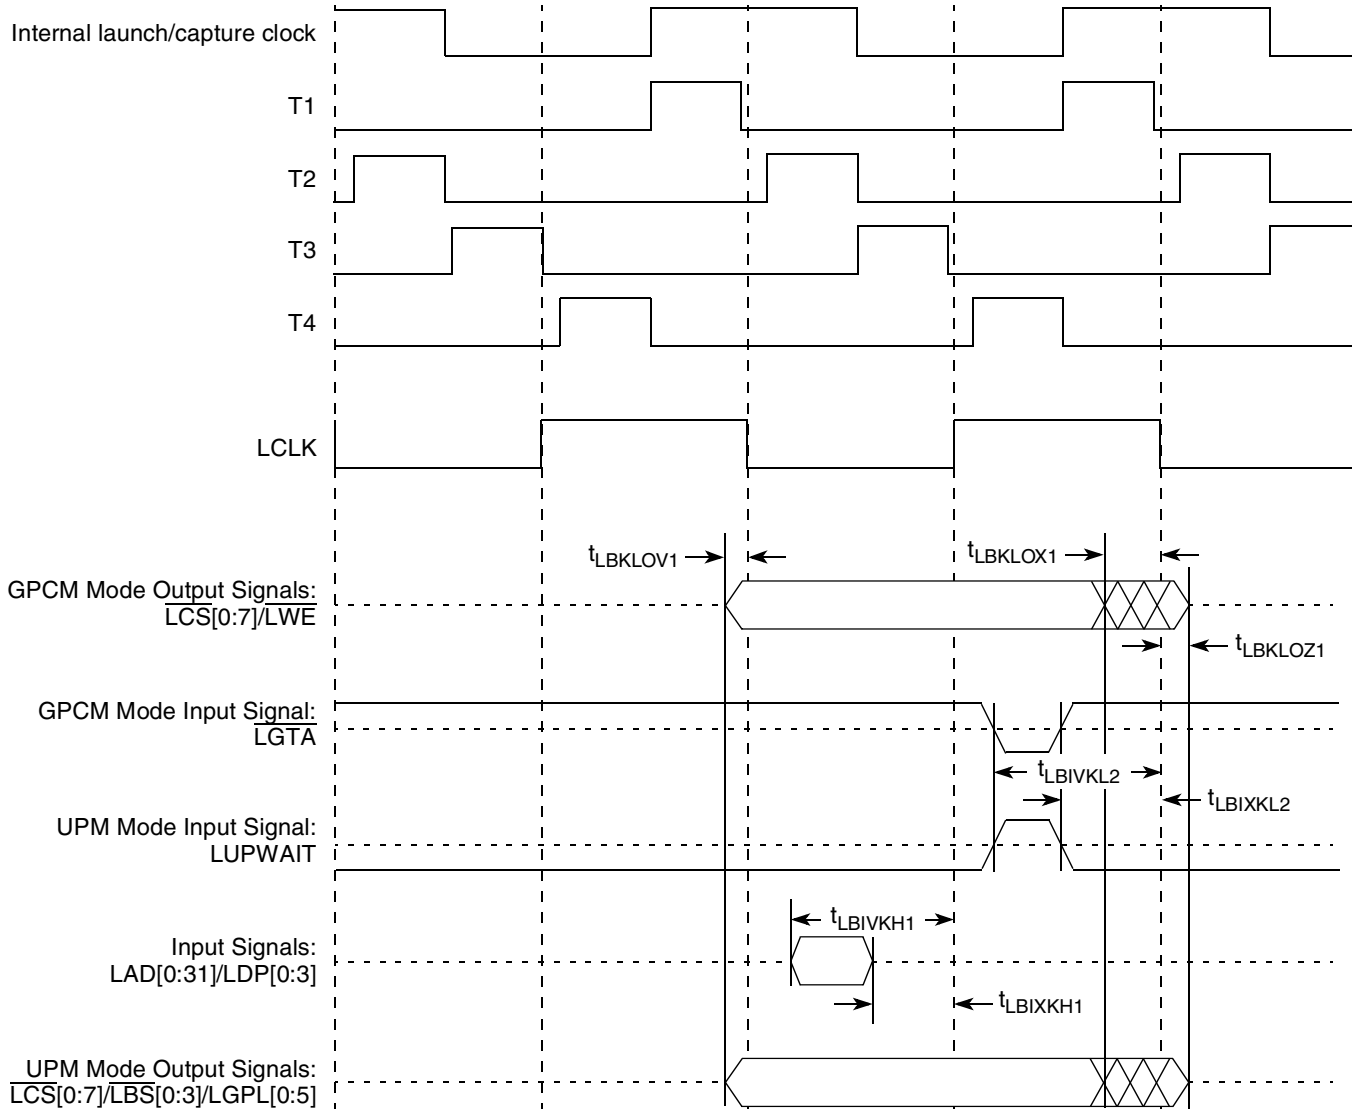 Internal launch/capture clock
T1
T2
T3
T4
LCLK
tLBKLOV1
tLBKLOX1
GPCM Mode Output Signals:
LCS[0:7]/LWE
tLBKLOZ1
GPCM Mode Input Signal:
LGTA
tLBIVKL2
tLBIXKL2
UPM Mode Input Signal:
LUPWAIT
tLBIVKH1
Input Signals:
LAD[0:31]/LDP[0:3]
tLBIXKH1
UPM Mode Output Signals:
LCS[0:7]/LBS[0:3]/LGPL[0:5]